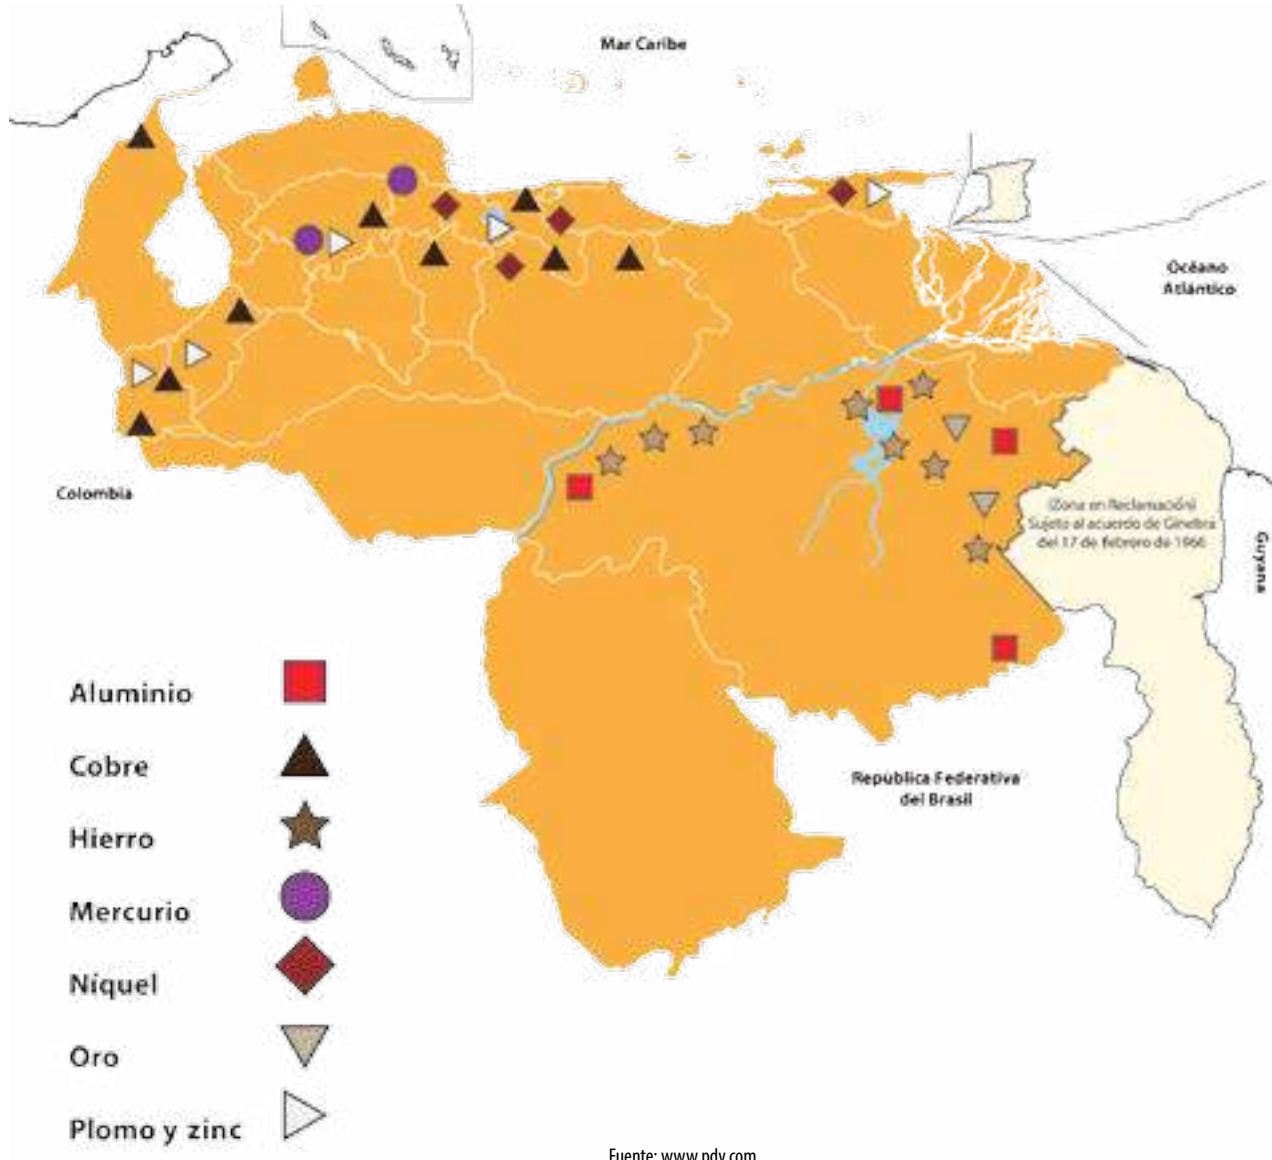 Mar Caribe
Océano
Atlántico
Colombia
(Zona en Reclamación)
Sujeto al acuerdo de Ginebra
del 17 de febrero de 1966
Guyana
República Federativa
del Brasil
Aluminio
Cobre
Hierro
Mercurio
Níquel
Oro
Plomo y zinc
Fuente: www.pdv.com